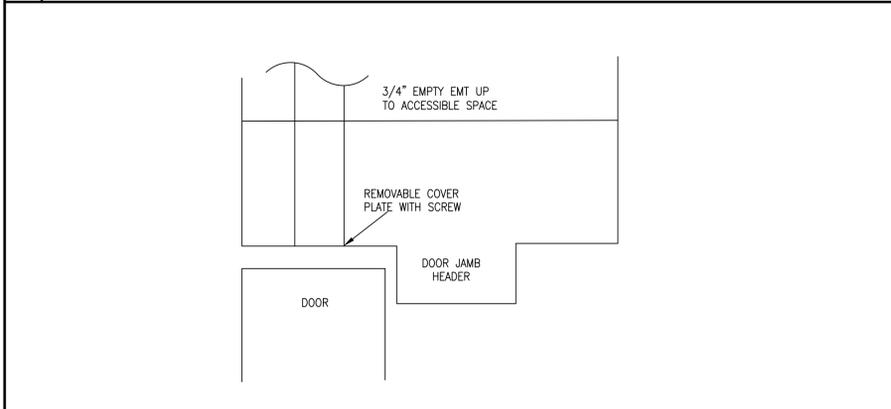 3/4" EMPTY EMT UP
TO ACCESSIBLE SPACE
REMOVABLE COVER
PLATE WITH SCREW
DOOR JAMB
HEADER
DOOR